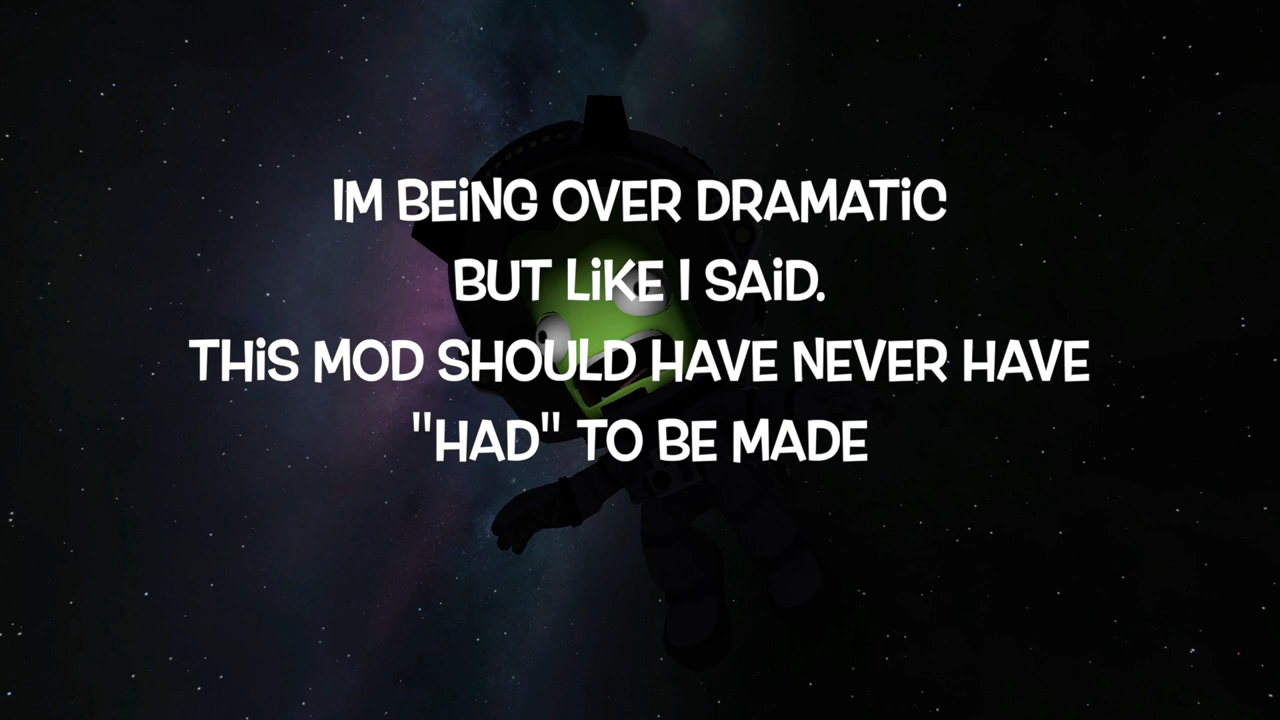 IM BEiNG OVER DRAMATiC
BUT LiKE I SAiD.
THiS MOD SHOULD HAVE NEVER HAVE
"HAD" TO BE MADE